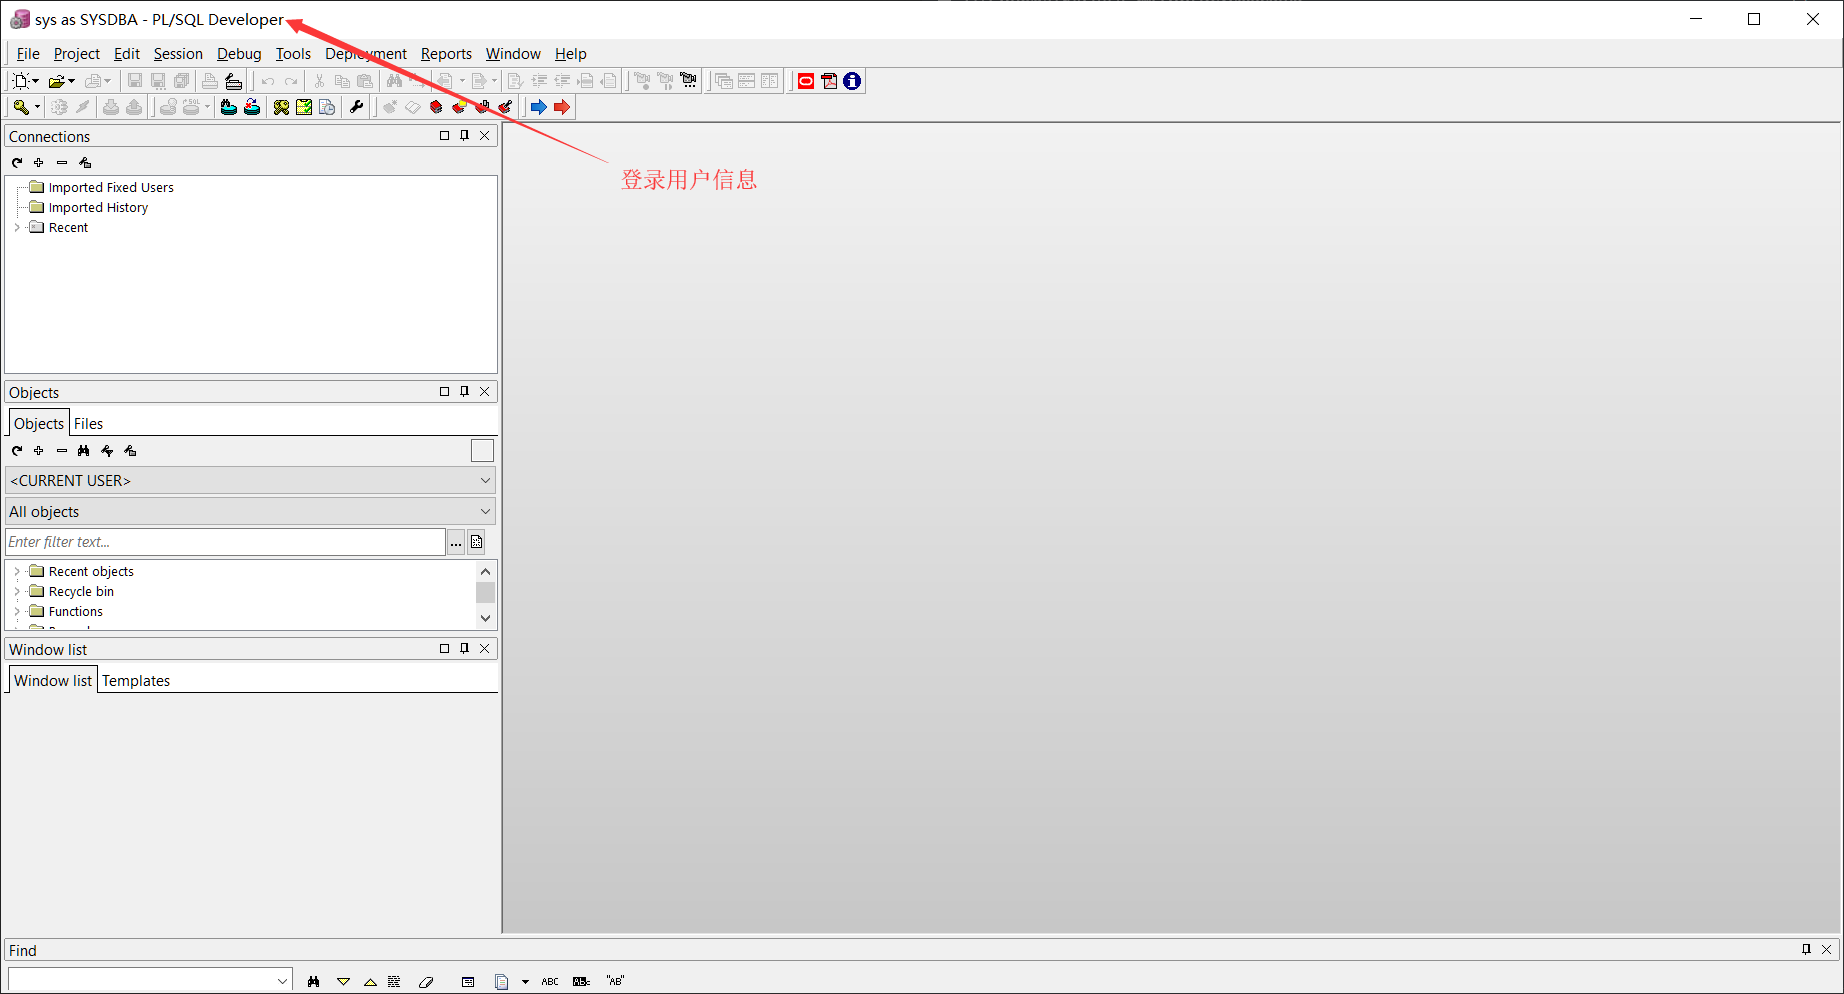 sys as SYSDBA - PL/SQL Developer
File Project Edit Session Debug Tools Deployment Reports Window Help
Connections
登录用户信息
Imported Fixed Users
Imported History
Recent
Objects
Objects Files
<CURRENT USER>
All objects
Enter filter text...
Recent objects
Recycle bin
Functions
Window list
Window list Templates
Find
ABC
"AB"